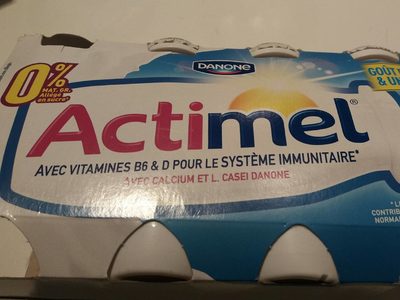 DANONE
0%
MAT. GR.
Allégé
en sucre*
GOÛT
&
Actimel®
AVEC VITAMINES B6 & D POUR LE SYSTÈME IMMUNITAIRE*
AVEC CALCIUM ET L. CASEI DANONE
CONTRIB
NORMA